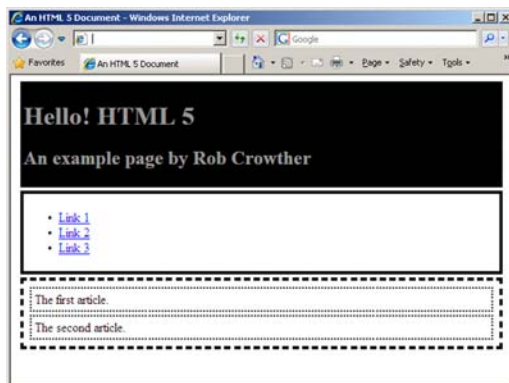 An HTML 5 Document - Windows Internet Explorer
Google
Favorites An HTML 5 Document Page Safety Tools
Hello! HTML 5
An example page by Rob Crowther
• Link 1
• Link 2
• Link 3
The first article.
The second article.